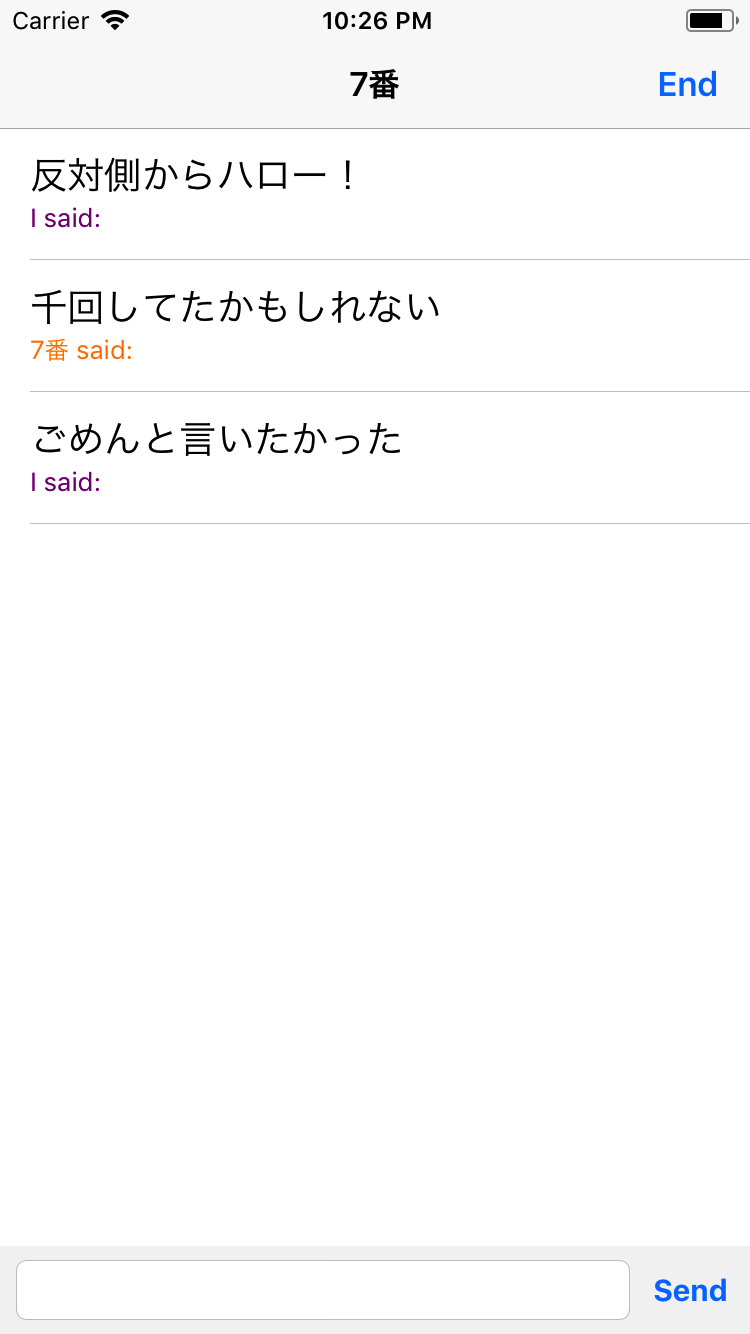 Carrier 10:26 PM
7番 End
反対側からハロー！
I said:
千回してたかもしれない
7番 said:
ごめんと言いたかった
I said:
Send